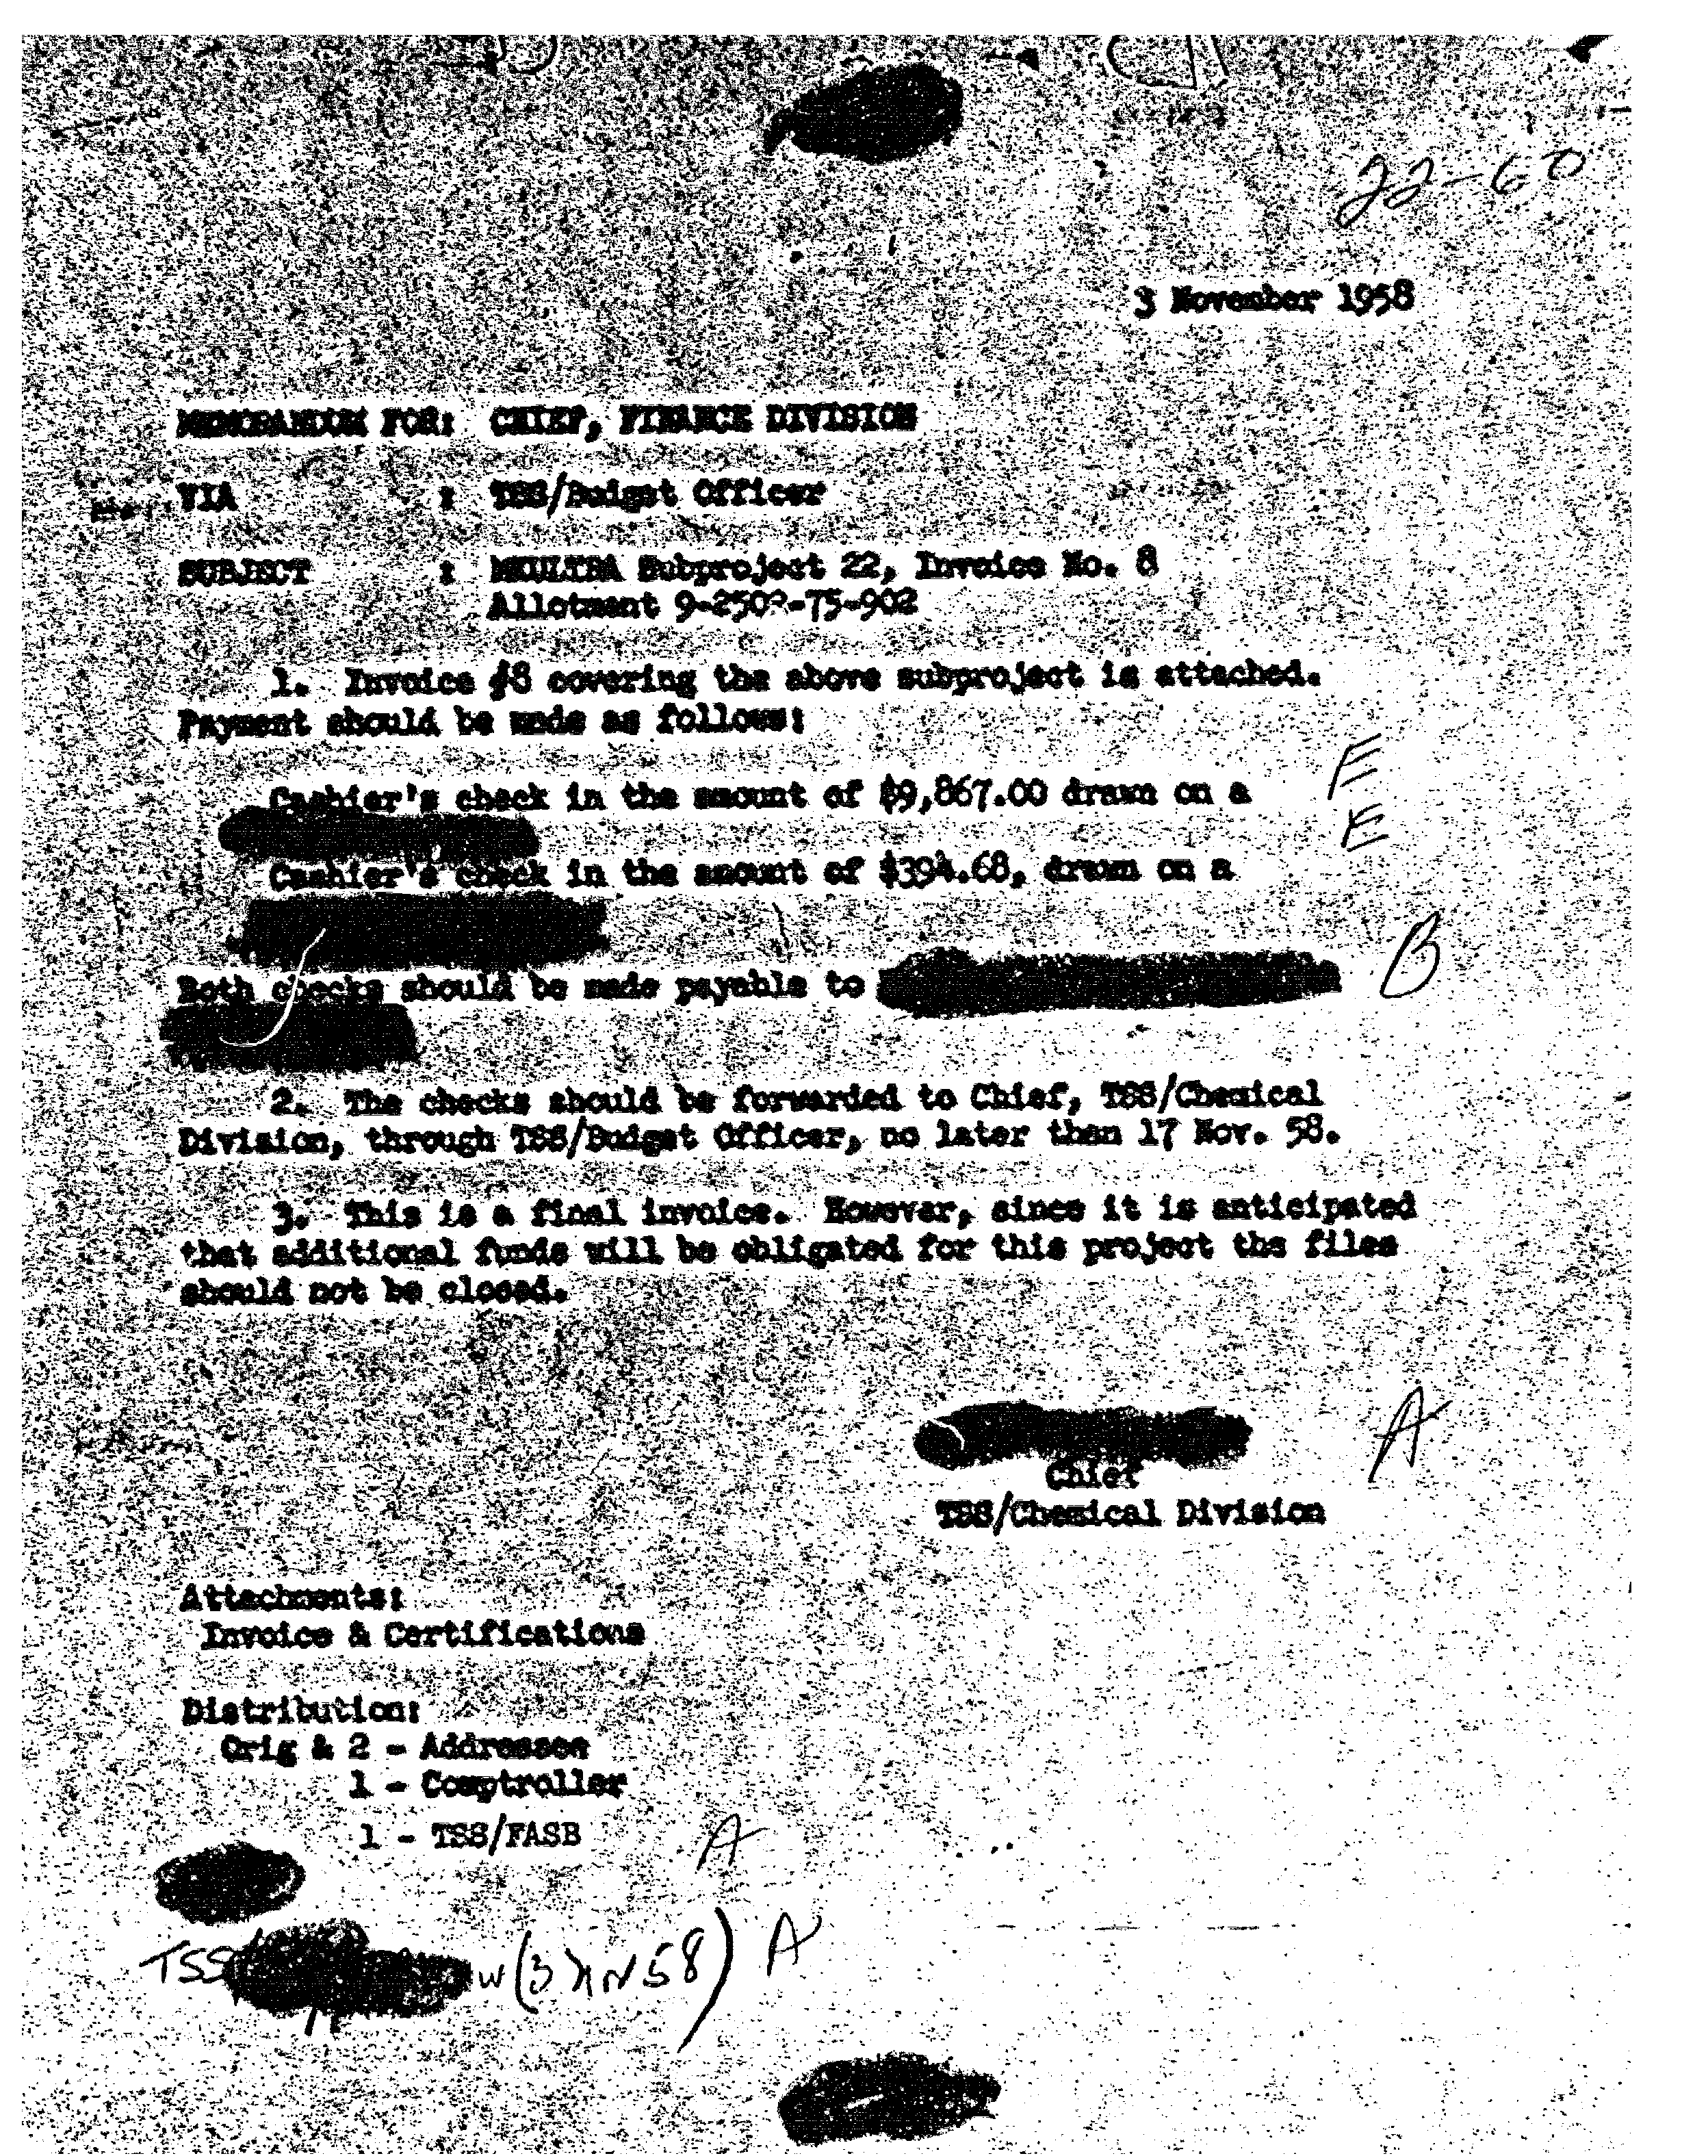 22-60
3 November 1958
MEMORANDUM FOR: CHIEF, FINANCE DIVISION
VIA : TSS/Budget Officer
SUBJECT : MKULTRA Subproject 22, Invoice No. 8
Allotment 9-2502-75-902
1. Invoice #8 covering the above subproject is attached.
Payment should be made as follows:
Cashier's check in the amount of $9,867.00 drawn on a
E
E
Cashier's check in the amount of $394.68, drawn on a
Both checks should be made payable to
B
2. The checks should be forwarded to Chief, TSS/Chemical
Division, through TSS/Budget Officer, no later than 17 Nov. 58.
3. This is a final invoice. However, since it is anticipated
that additional funds will be obligated for this project the files
should not be closed.
A
Chief
TSS/Chemical Division
Attachments:
Invoice & Certifications
Distribution:
Orig & 2 - Addressee
1 - Comptroller
1 - TSS/FASB
A
TSS/ w (3 N 58) A